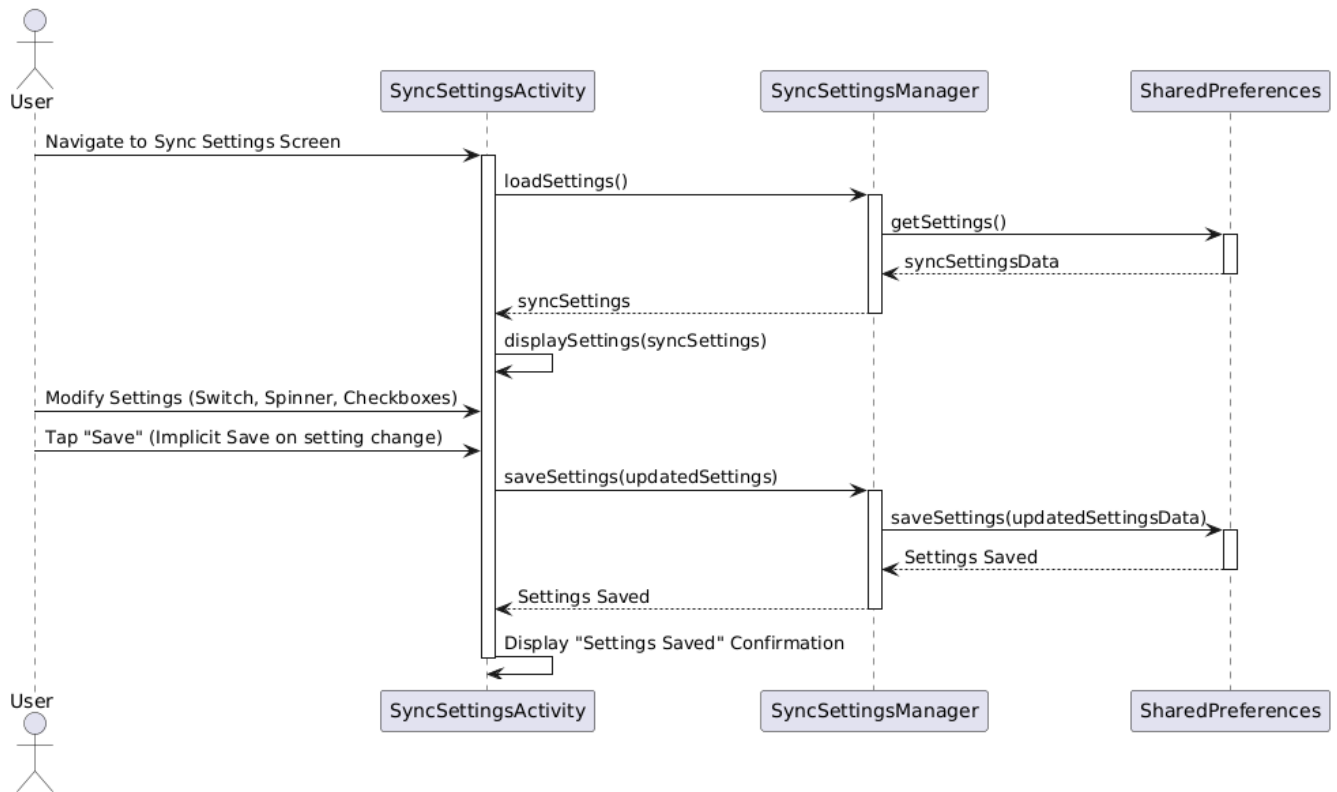 User
SyncSettingsActivity
SyncSettingsManager
SharedPreferences
Navigate to Sync Settings Screen
loadSettings()
getSettings()
syncSettingsData
syncSettings
displaySettings(syncSettings)
Modify Settings (Switch, Spinner, Checkboxes)
Tap "Save" (Implicit Save on setting change)
saveSettings(updatedSettings)
saveSettings(updatedSettingsData)
Settings Saved
Settings Saved
Display "Settings Saved" Confirmation
User
SyncSettingsActivity
SyncSettingsManager
SharedPreferences